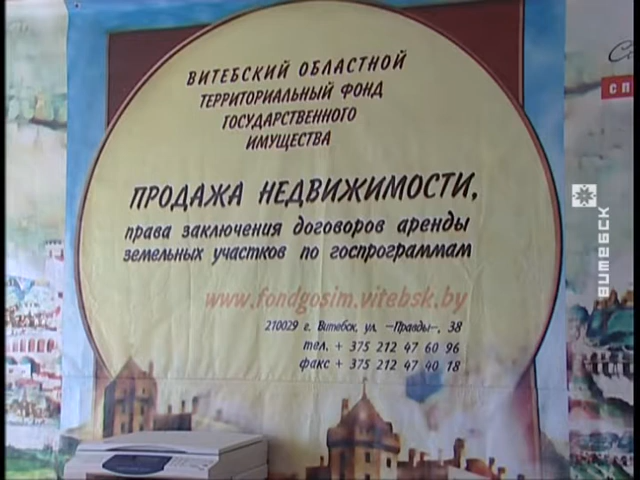 ВИТЕБСКИЙ ОБЛАСТНОЙ
ТЕРРИТОРИАЛЬНЫЙ ФОНД
ГОСУДАРСТВЕННОГО
ИМУЩЕСТВА
ПРОДАЖА НЕДВИЖИМОСТИ,
права заключения договоров аренды
земельных участков по госпрограммам
www.fondgosim.vitebsk.by
210029 г. Витебск, ул. –Правды–, 38
тел. + 375 212 47 60 96
факс + 375 212 47 40 18
ВИТЕБСК